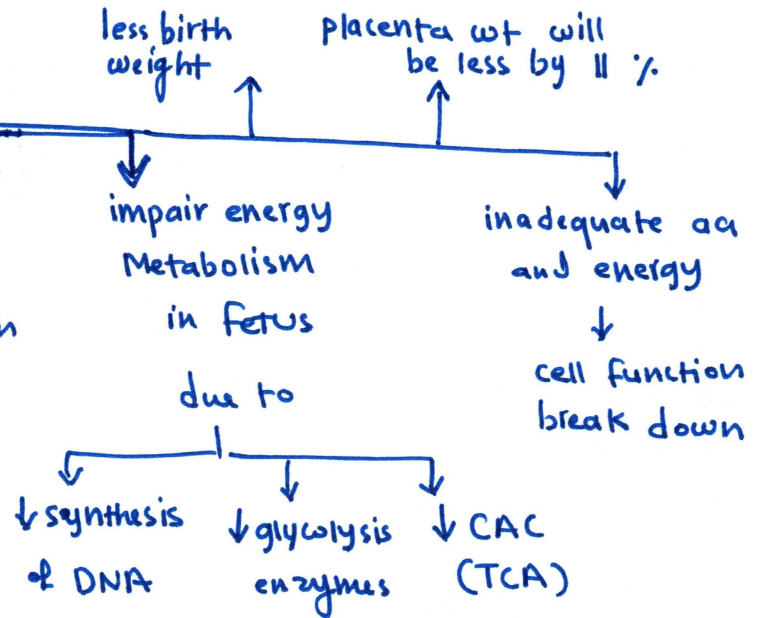 less birth
weight
placenta wt will
be less by 11 %
impair energy
Metabolism
in Fetus
inadequate aa
and energy
↓
cell function
break down
due to
↓ synthesis
of DNA
↓ glycolysis
enzymes
↓ CAC
(TCA)